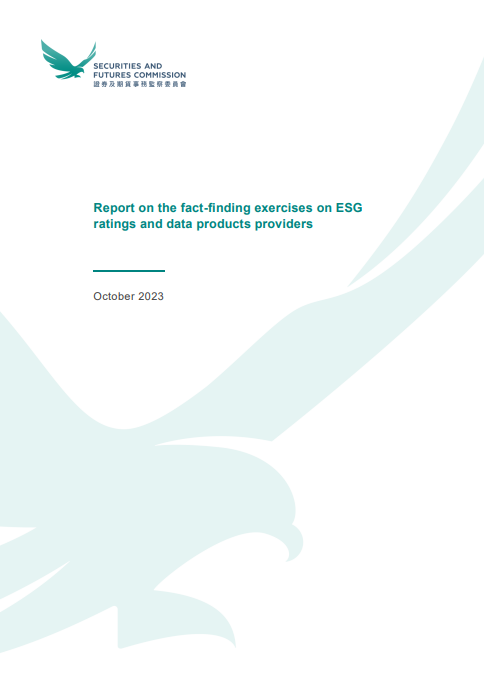 SECURITIES AND
FUTURES COMMISSION
證券及期貨事務監察委員會
Report on the fact-finding exercises on ESG
ratings and data products providers
October 2023